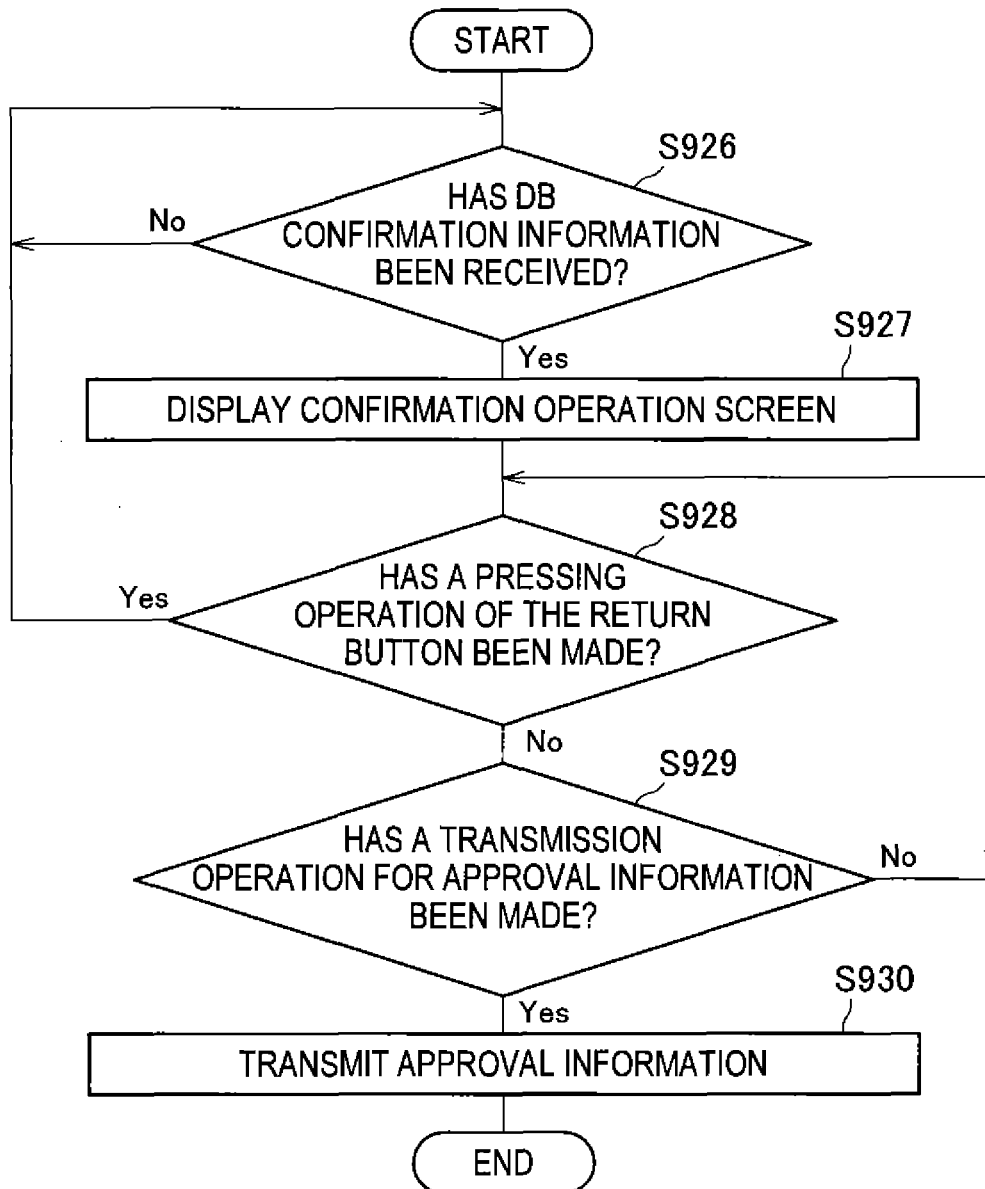 START
S926
HAS DB
CONFIRMATION INFORMATION
BEEN RECEIVED?
No
Yes
S927
DISPLAY CONFIRMATION OPERATION SCREEN
S928
HAS A PRESSING
OPERATION OF THE RETURN
BUTTON BEEN MADE?
Yes
No
S929
HAS A TRANSMISSION
OPERATION FOR APPROVAL INFORMATION
BEEN MADE?
No
Yes
S930
TRANSMIT APPROVAL INFORMATION
END